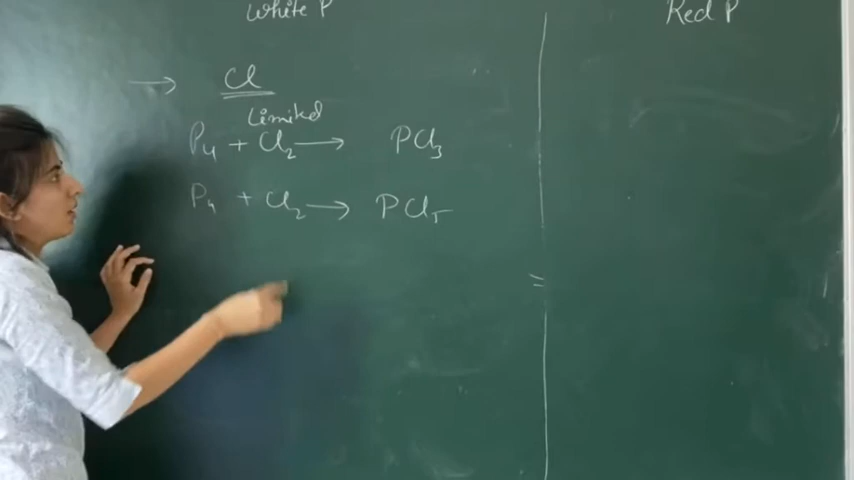 White P
Red P
→ Cl
Limited
P₄ + Cl₂ → PCl₃
P₄ + Cl₂ → PCl₅